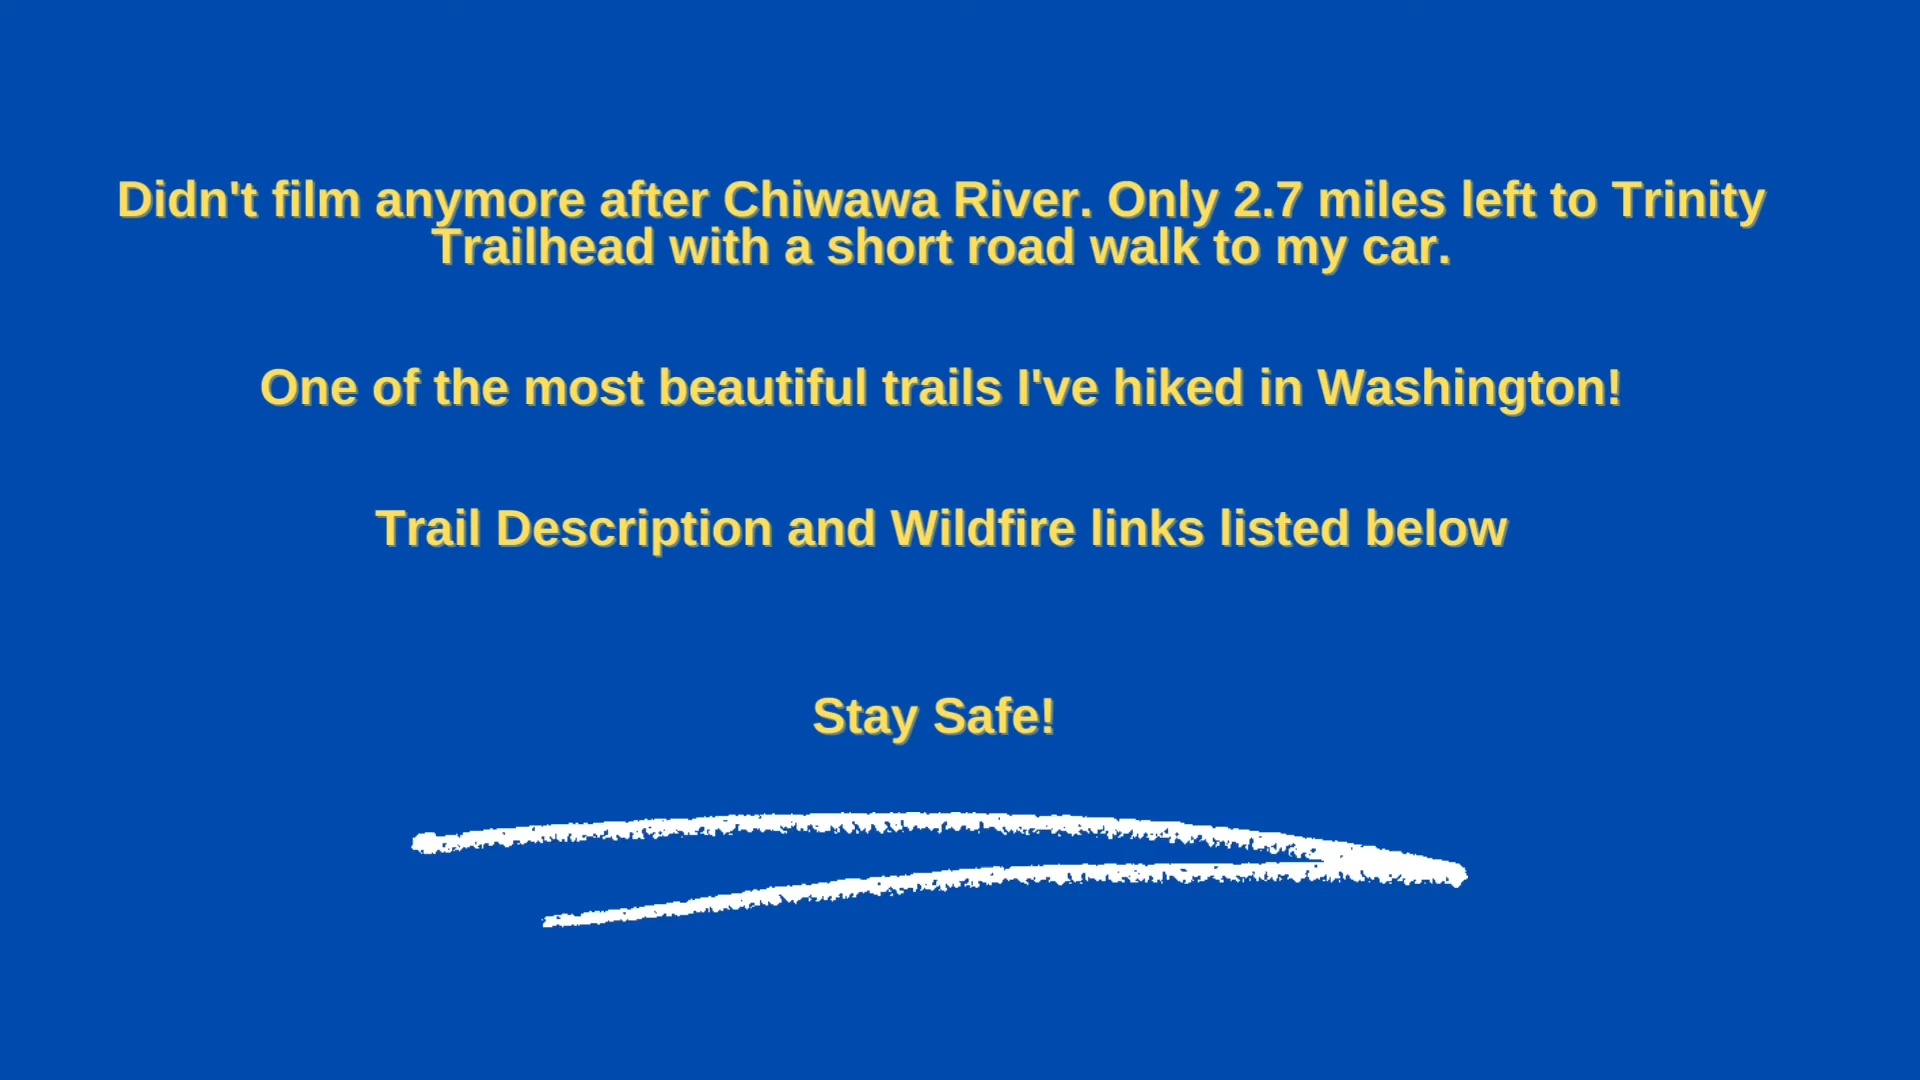 Didn't film anymore after Chiwawa River. Only 2.7 miles left to Trinity
Trailhead with a short road walk to my car.
One of the most beautiful trails I've hiked in Washington!
Trail Description and Wildfire links listed below
Stay Safe!